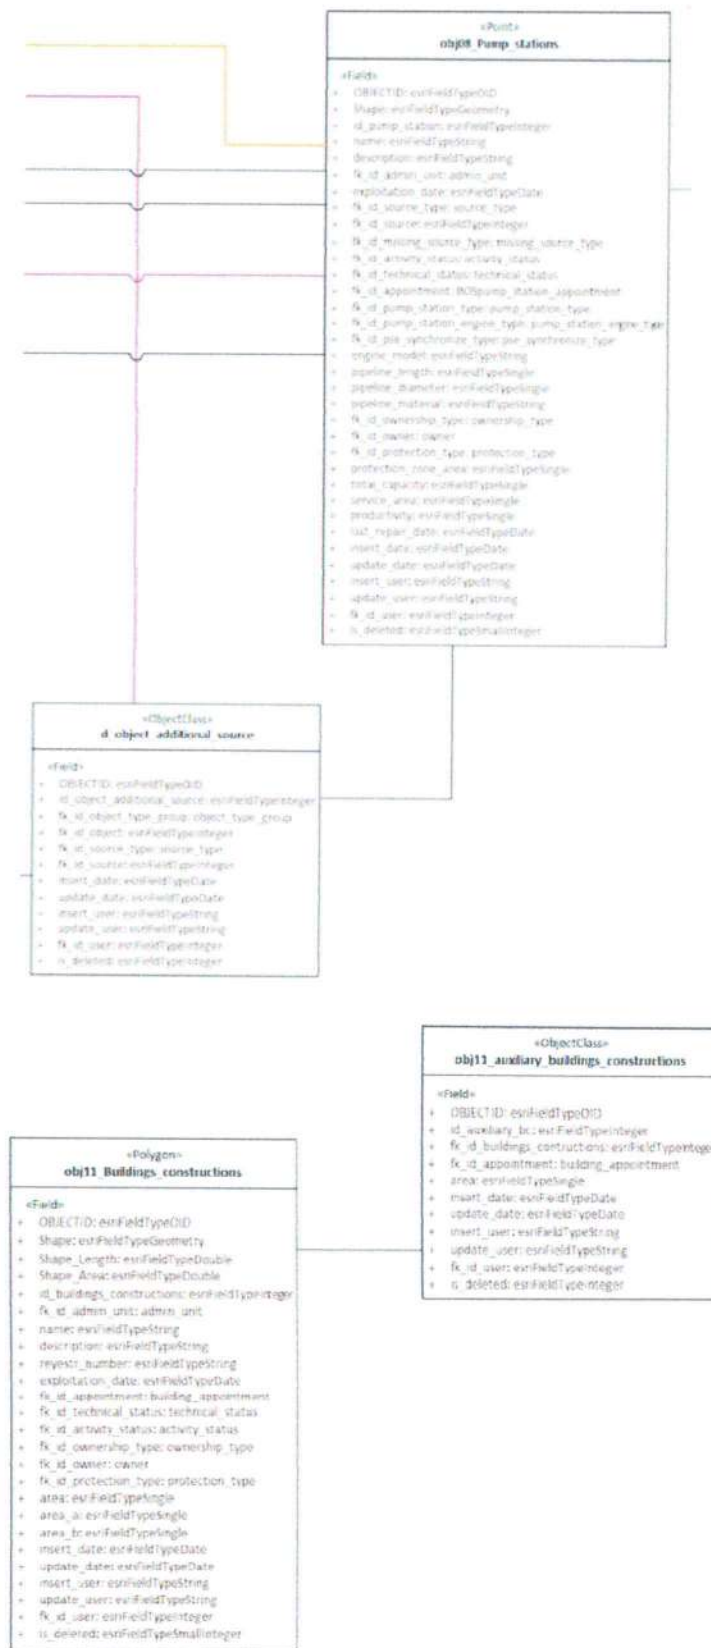 «Point»
obj08_Pump_stations
«Field»
+ OBJECTID: esriFieldTypeOID
+ Shape: esriFieldTypeGeometry
+ id_pump_station: esriFieldTypeInteger
+ name: esriFieldTypeString
+ description: esriFieldTypeString
+ fk_id_admin_unit: admin_unit
+ exploitation_date: esriFieldTypeDate
+ fk_id_source_type: source_type
+ fk_id_source: esriFieldTypeInteger
+ fk_id_missing_source_type: missing_source_type
+ fk_id_activity_status: activity_status
+ fk_id_technical_status: technical_status
+ fk_id_appointment: BOSpump_station_appointment
+ fk_id_pump_station_type: pump_station_type
+ fk_id_pump_station_engine_type: pump_station_engne_type
+ fk_id_pse_synchronize_type: pse_synchronize_type
+ engine_model: esriFieldTypeString
+ pipeline_length: esriFieldTypeSingle
+ pipeline_diameter: esriFieldTypeSingle
+ pipeline_material: esriFieldTypeString
+ fk_id_ownership_type: ownership_type
+ fk_id_owner: owner
+ fk_id_protection_type: protection_type
+ protection_zone_area: esriFieldTypeSingle
+ total_capacity: esriFieldTypeSingle
+ service_area: esriFieldTypeSingle
+ productivity: esriFieldTypeSingle
+ last_repair_date: esriFieldTypeDate
+ insert_date: esriFieldTypeDate
+ update_date: esriFieldTypeDate
+ insert_user: esriFieldTypeString
+ update_user: esriFieldTypeString
+ fk_id_user: esriFieldTypeInteger
+ is_deleted: esriFieldTypeSmallInteger
«ObjectClass»
d_object_additional_source
«Field»
+ OBJECTID: esriFieldTypeOID
+ id_object_additional_source: esriFieldTypeInteger
+ fk_id_object_type_group: object_type_group
+ fk_id_object: esriFieldTypeInteger
+ fk_id_source_type: source_type
+ fk_id_source: esriFieldTypeInteger
+ insert_date: esriFieldTypeDate
+ update_date: esriFieldTypeDate
+ insert_user: esriFieldTypeString
+ update_user: esriFieldTypeString
+ fk_id_user: esriFieldTypeInteger
+ is_deleted: esriFieldTypeInteger
«ObjectClass»
obj11_auxiliary_buildings_constructions
«Field»
+ OBJECTID: esriFieldTypeOID
+ id_auxiliary_bc: esriFieldTypeInteger
+ fk_id_buildings_contructions: esriFieldTypeInteger
+ fk_id_appointment: building_appointment
+ area: esriFieldTypeSingle
+ insert_date: esriFieldTypeDate
+ update_date: esriFieldTypeDate
+ insert_user: esriFieldTypeString
+ update_user: esriFieldTypeString
+ fk_id_user: esriFieldTypeInteger
+ is_deleted: esriFieldTypeInteger
«Polygon»
obj11_Buildings_constructions
«Field»
+ OBJECTID: esriFieldTypeOID
+ Shape: esriFieldTypeGeometry
+ Shape_Length: esriFieldTypeDouble
+ Shape_Area: esriFieldTypeDouble
+ id_buildings_constructions: esriFieldTypeInteger
+ fk_id_admin_unit: admin_unit
+ name: esriFieldTypeString
+ description: esriFieldTypeString
+ reyestr_number: esriFieldTypeString
+ exploitation_date: esriFieldTypeDate
+ fk_id_appointment: building_appointment
+ fk_id_technical_status: technical_status
+ fk_id_activity_status: activity_status
+ fk_id_ownership_type: ownership_type
+ fk_id_owner: owner
+ fk_id_protection_type: protection_type
+ area: esriFieldTypeSingle
+ area_a: esriFieldTypeSingle
+ area_b: esriFieldTypeSingle
+ insert_date: esriFieldTypeDate
+ update_date: esriFieldTypeDate
+ insert_user: esriFieldTypeString
+ update_user: esriFieldTypeString
+ fk_id_user: esriFieldTypeInteger
+ is_deleted: esriFieldTypeSmallInteger